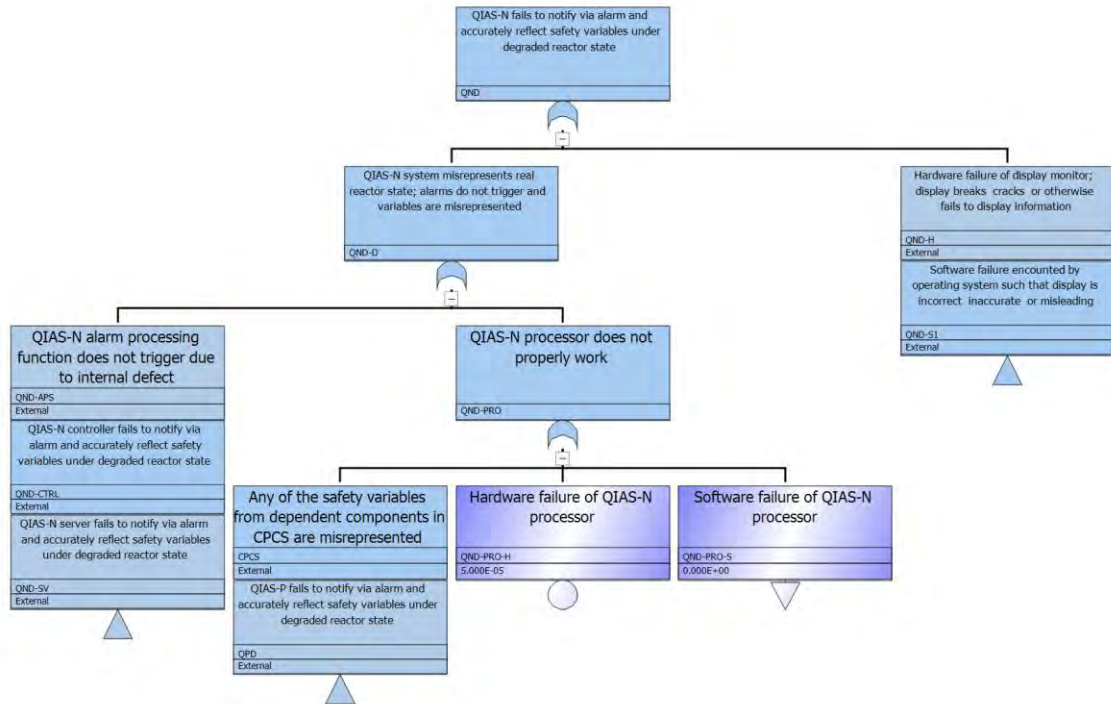 QIAS-N fails to notify via alarm and
accurately reflect safety variables under
degraded reactor state
QND
QIAS-N system misrepresents real
reactor state; alarms do not trigger and
variables are misrepresented
QND-D
Hardware failure of display monitor;
display breaks cracks or otherwise
fails to display information
QND-H
External
Software failure encounted by
operating system such that display is
incorrect inaccurate or misleading
QND-S1
External
QIAS-N alarm processing
function does not trigger due
to internal defect
QND-APS
External
QIAS-N controller fails to notify via
alarm and accurately reflect safety
variables under degraded reactor state
QND-CTRL
External
QIAS-N server fails to notify via alarm
and accurately reflect safety variables
under degraded reactor state
QND-SV
External
QIAS-N processor does not
properly work
QND-PRO
Any of the safety variables
from dependent components in
CPCS are misrepresented
CPCS
External
QIAS-P fails to notify via alarm and
accurately reflect safety variables under
degraded reactor state
QPD
External
Hardware failure of QIAS-N
processor
QND-PRO-H
5.000E-05
Software failure of QIAS-N
processor
QND-PRO-S
0.000E+00